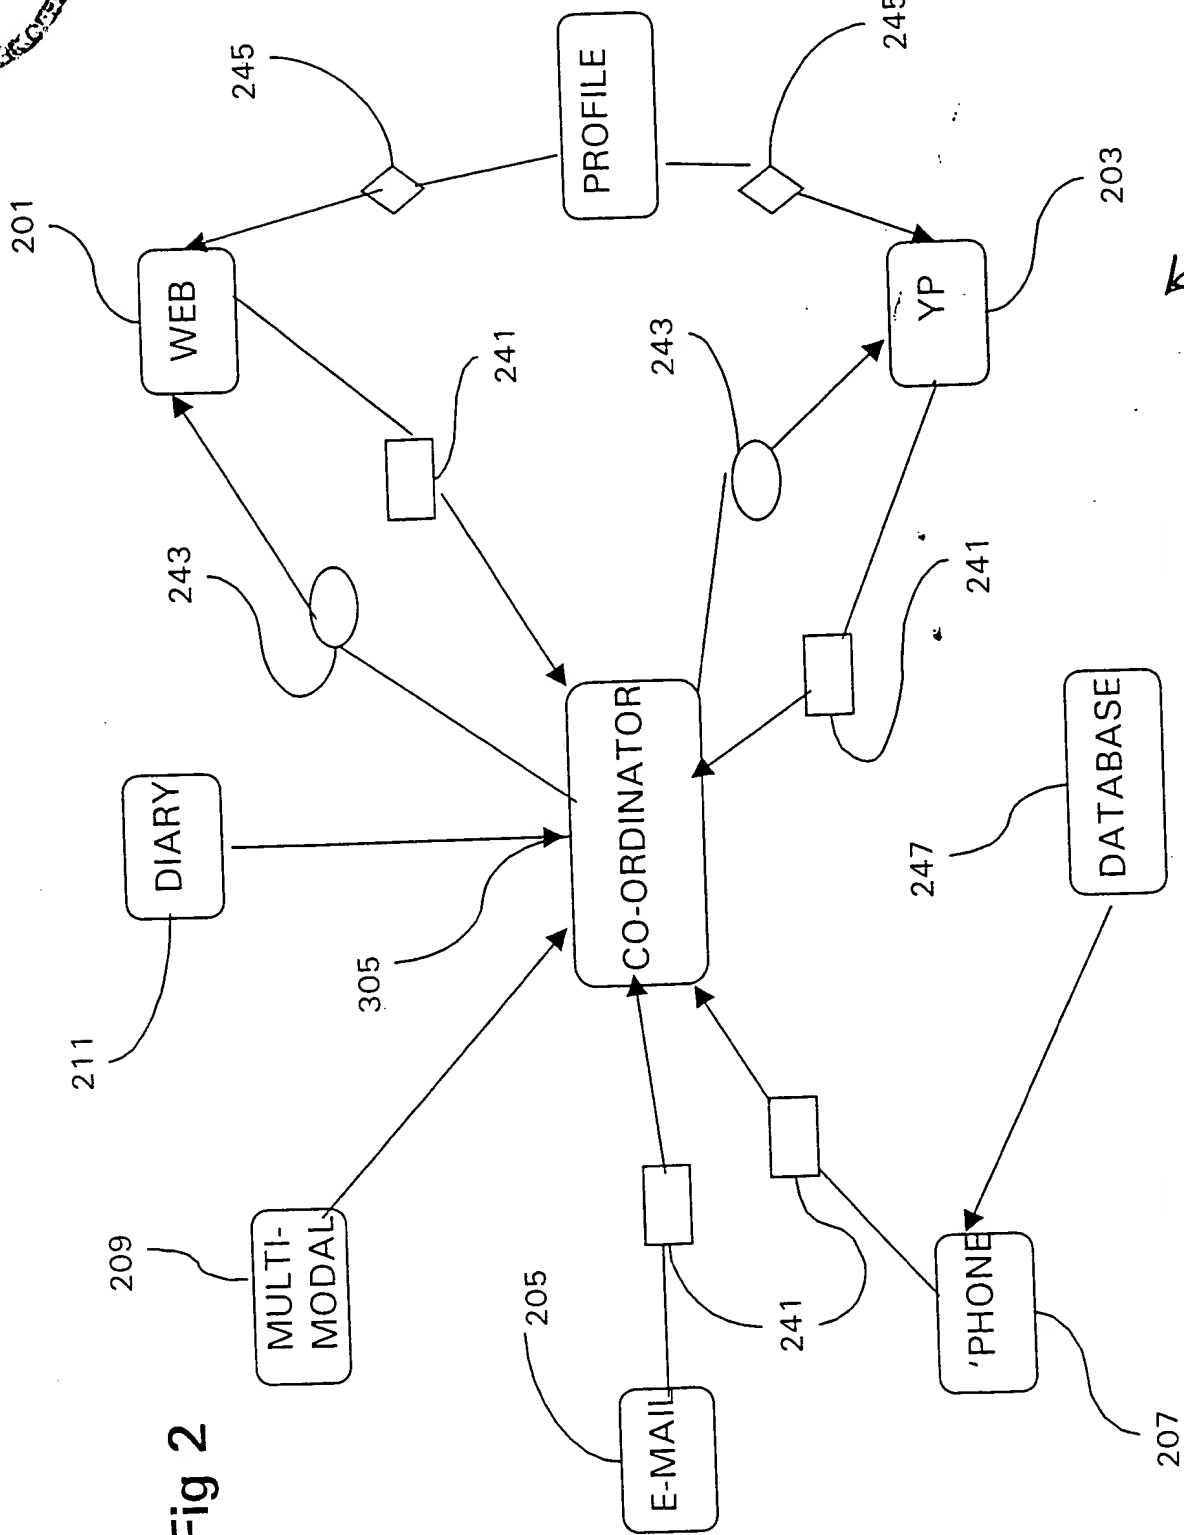 Fig 2
201
211
209
DIARY
243
WEB
245
MULTI-
MODAL
305
241
205
PROFILE
CO-ORDINATOR
243
E-MAIL
241
245
247
YP
241
'PHONE
DATABASE
203
207